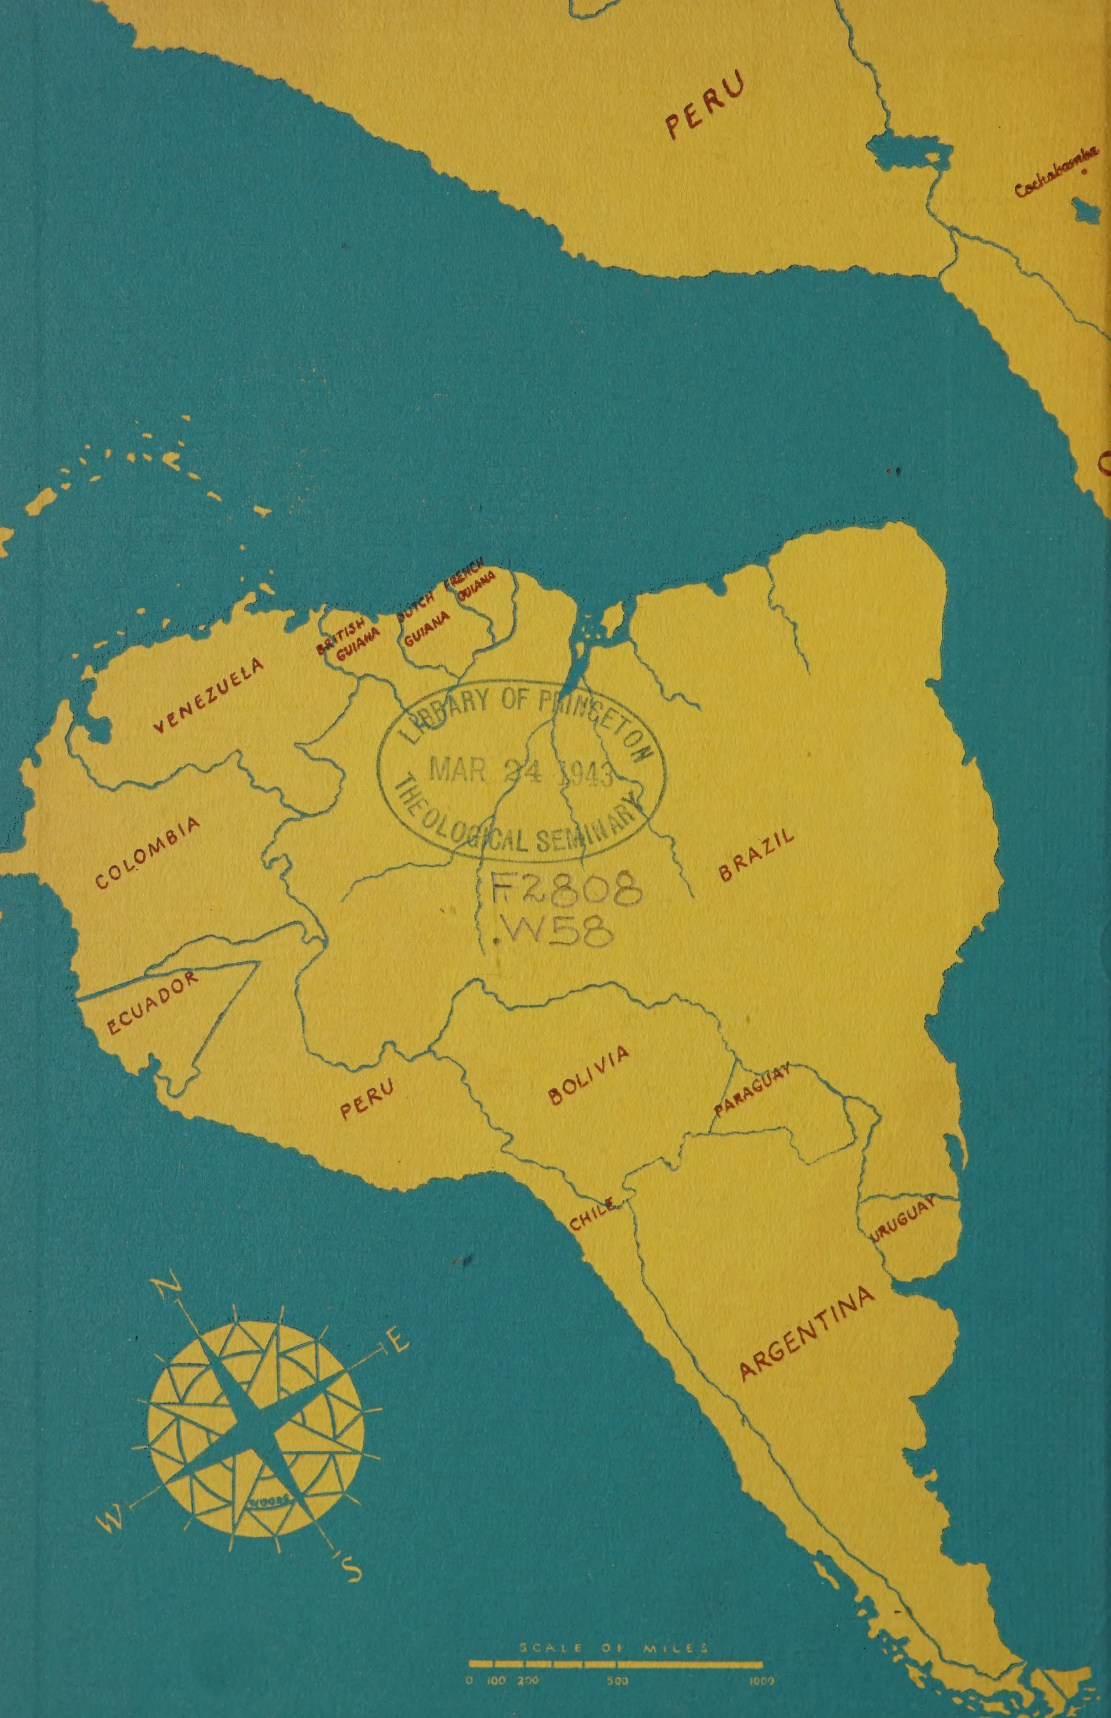 PERU
Cochabamba
BRITISH
GUIANA
DUTCH
GUIANA
FRENCH
GUIANA
VENEZUELA
LIBRARY OF PRINCETON
MAR 24 1943
THEOLOGICAL SEMINARY
COLOMBIA
BRAZIL
F2808
.W58
ECUADOR
PERU
BOLIVIA
PARAGUAY
CHILE
URUGUAY
ARGENTINA
N
E
W
S
SCALE OF MILES
0 100 200 500 1000